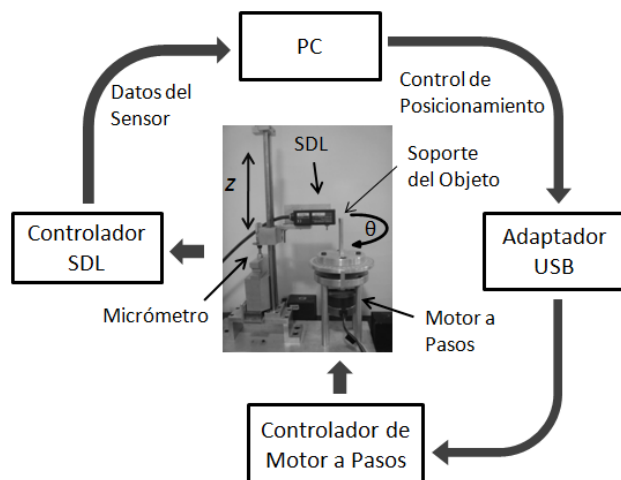 PC
Datos del
Sensor
Control de
Posicionamiento
SDL
Soporte
del Objeto
z
θ
Controlador
SDL
Adaptador
USB
Micrómetro
Motor a
Pasos
Controlador de
Motor a Pasos